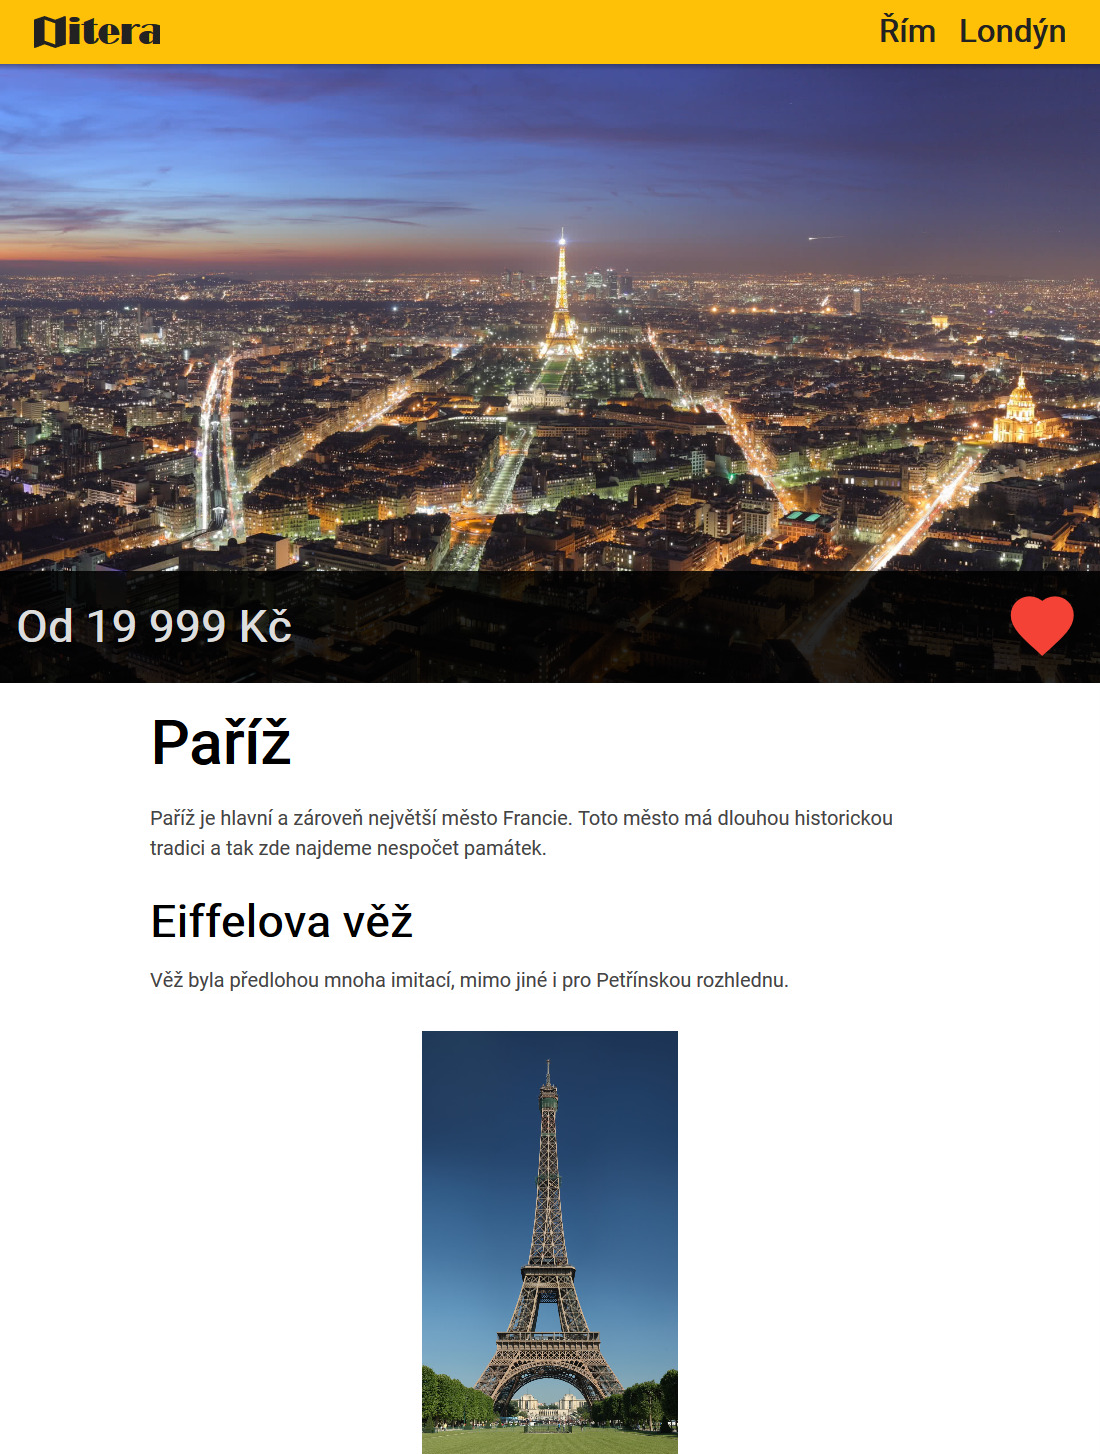 itera
Řím Londýn
Od 19 999 Kč
Paříž
Paříž je hlavní a zároveň největší město Francie. Toto město má dlouhou historickou
tradici a tak zde najdeme nespočet památek.
Eiffelova věž
Věž byla předlohou mnoha imitací, mimo jiné i pro Petřínskou rozhlednu.